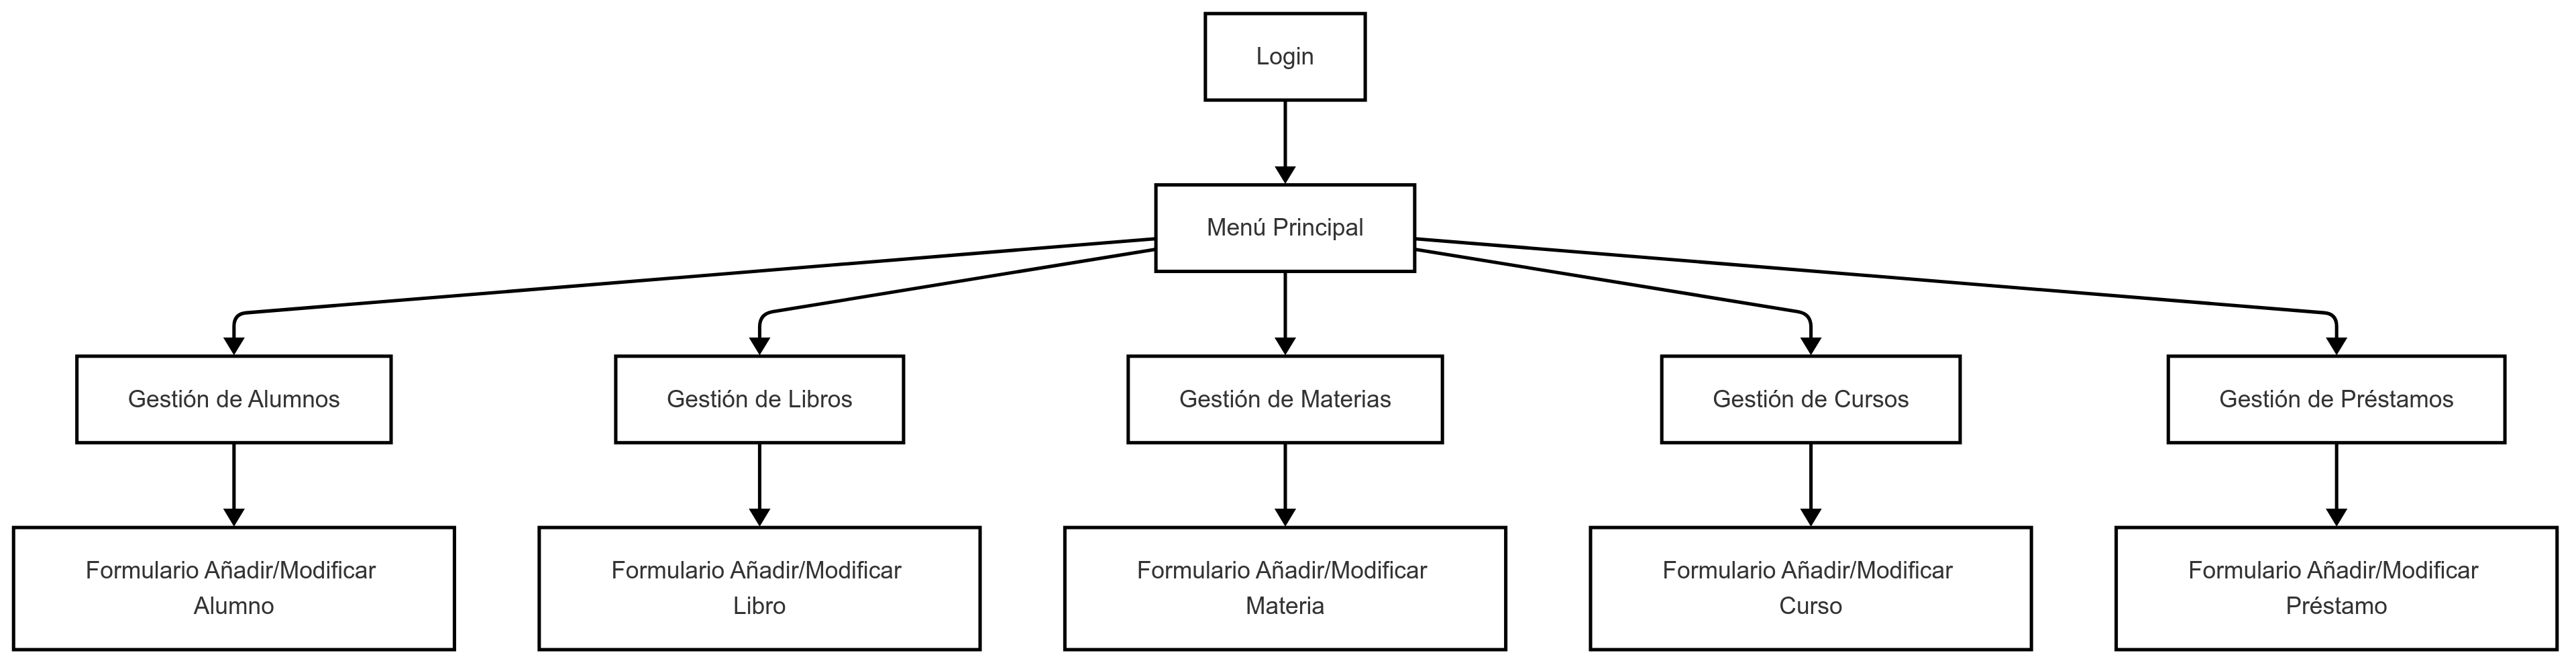 Login
Menú Principal
Gestión de Alumnos
Gestión de Libros
Gestión de Materias
Gestión de Cursos
Gestión de Préstamos
Formulario Añadir/Modificar
Alumno
Formulario Añadir/Modificar
Libro
Formulario Añadir/Modificar
Materia
Formulario Añadir/Modificar
Curso
Formulario Añadir/Modificar
Préstamo